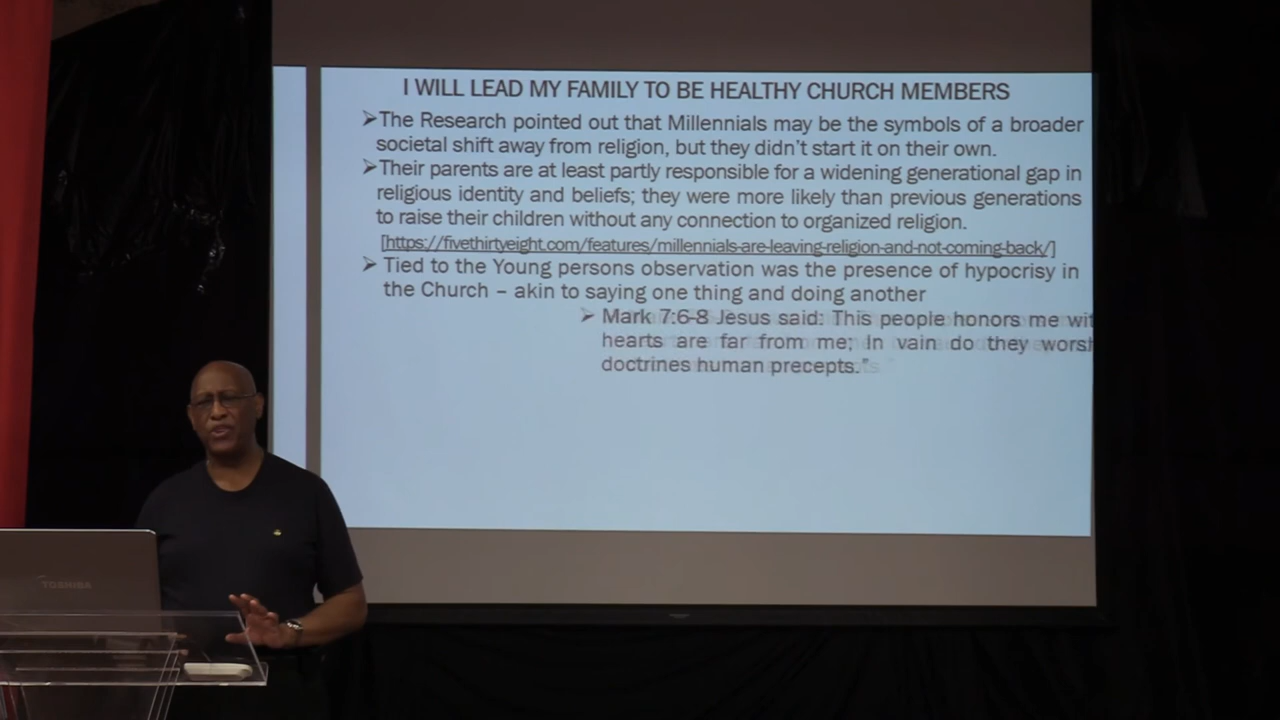 I WILL LEAD MY FAMILY TO BE HEALTHY CHURCH MEMBERS
➢The Research pointed out that Millennials may be the symbols of a broader
societal shift away from religion, but they didn't start it on their own.
➢Their parents are at least partly responsible for a widening generational gap in
religious identity and beliefs; they were more likely than previous generations
to raise their children without any connection to organized religion.
[https://fivethirtyeight.com/features/millennials-are-leaving-religion-and-not-coming-back/]
➢ Tied to the Young persons observation was the presence of hypocrisy in
the Church – akin to saying one thing and doing another
➢ Mark 7:6-8 Jesus said: This people honors me wit
hearts are far from me; In vain do they worsh
doctrines human precepts."
TOSHIBA